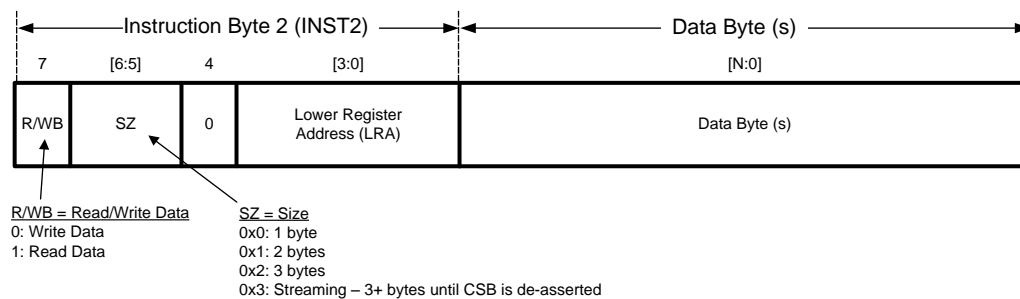 Instruction Byte 2 (INST2) Data Byte (s)
7 [6:5] 4 [3:0] [N:0]
R/WB SZ 0 Lower Register
Address (LRA) Data Byte (s)
R/WB = Read/Write Data
0: Write Data
1: Read Data
SZ = Size
0x0: 1 byte
0x1: 2 bytes
0x2: 3 bytes
0x3: Streaming – 3+ bytes until CSB is de-asserted